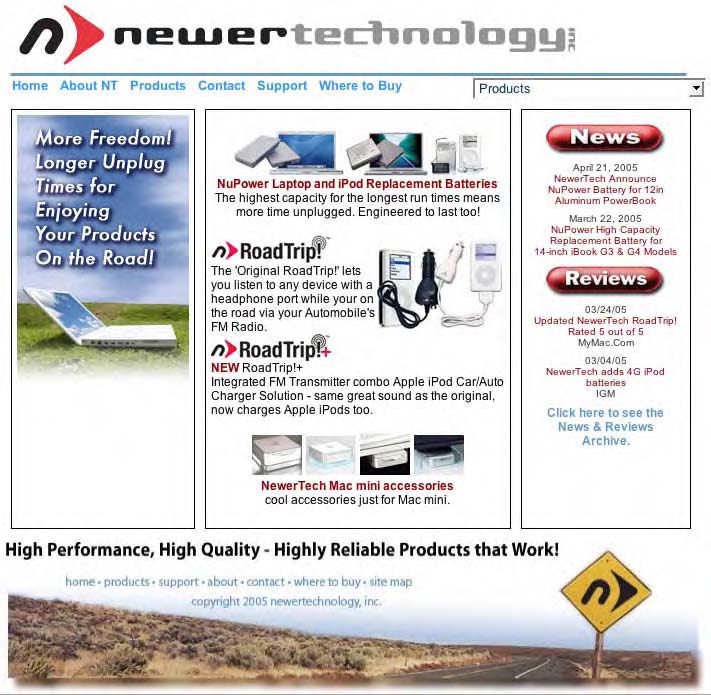 newertechnology inc
Home About NT Products Contact Support Where to Buy
Products
More Freedom!
Longer Unplug
Times for
Enjoying
Your Products
On the Road!
NuPower Laptop and iPod Replacement Batteries
The highest capacity for the longest run times means
more time unplugged. Engineered to last too!
RoadTrip!™
The 'Original RoadTrip!' lets
you listen to any device with a
headphone port while your on
the road via your Automobile's
FM Radio.
RoadTrip!+
NEW RoadTrip!+
Integrated FM Transmitter combo Apple iPod Car/Auto
Charger Solution - same great sound as the original,
now charges Apple iPods too.
NewerTech Mac mini accessories
cool accessories just for Mac mini.
News
April 21, 2005
NewerTech Announce
NuPower Battery for 12in
Aluminum PowerBook
March 22, 2005
NuPower High Capacity
Replacement Battery for
14-inch iBook G3 & G4 Models
Reviews
03/24/05
Updated NewerTech RoadTrip!
Rated 5 out of 5
MyMac.Com
03/04/05
NewerTech adds 4G iPod
batteries
IGM
Click here to see the
News & Reviews
Archive.
High Performance, High Quality - Highly Reliable Products that Work!
home • products • support • about • contact • where to buy • site map
copyright 2005 newertechnology, inc.